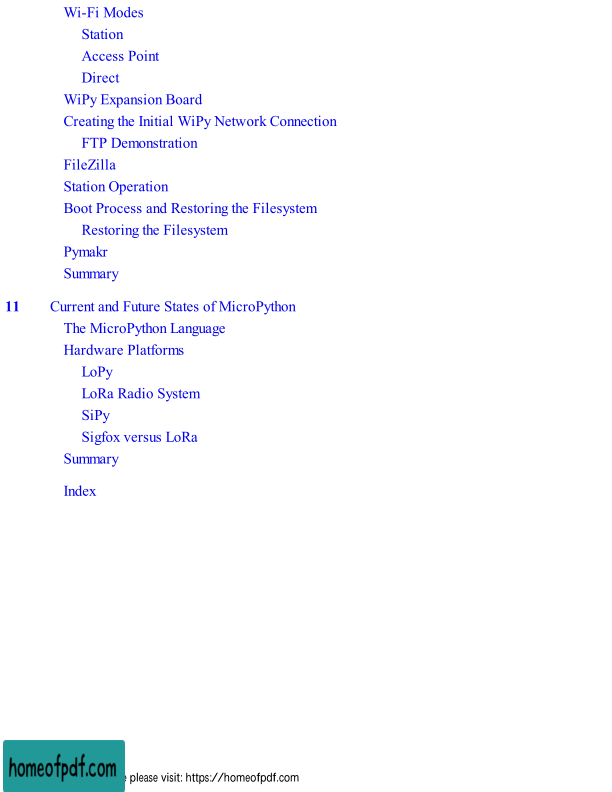 Wi-Fi Modes
Station
Access Point
Direct
WiPy Expansion Board
Creating the Initial WiPy Network Connection
FTP Demonstration
FileZilla
Station Operation
Boot Process and Restoring the Filesystem
Restoring the Filesystem
Pymakr
Summary
11 Current and Future States of MicroPython
The MicroPython Language
Hardware Platforms
LoPy
LoRa Radio System
SiPy
Sigfox versus LoRa
Summary
Index
homeofpdf.com
please visit: https://homeofpdf.com